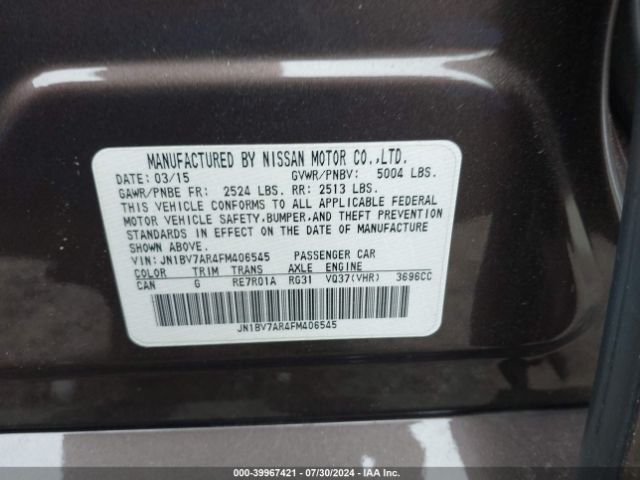 MANUFACTURED BY NISSAN MOTOR CO.,LTD.
DATE: 03/15 GVWR/PNBV: 5004 LBS.
GAWR/PNBE FR: 2524 LBS. RR: 2513 LBS.
THIS VEHICLE CONFORMS TO ALL APPLICABLE FEDERAL
MOTOR VEHICLE SAFETY,BUMPER,AND THEFT PREVENTION
STANDARDS IN EFFECT ON THE DATE OF MANUFACTURE
SHOWN ABOVE.
VIN:JN1BV7AR4FM406545 PASSENGER CAR
COLOR TRIM TRANS AXLE ENGINE
CAN G RE7R01A RG31 VQ37(VHR) 3696CC
JN1BV7AR4FM406545
000-39967421 - 07/30/2024 - IAA